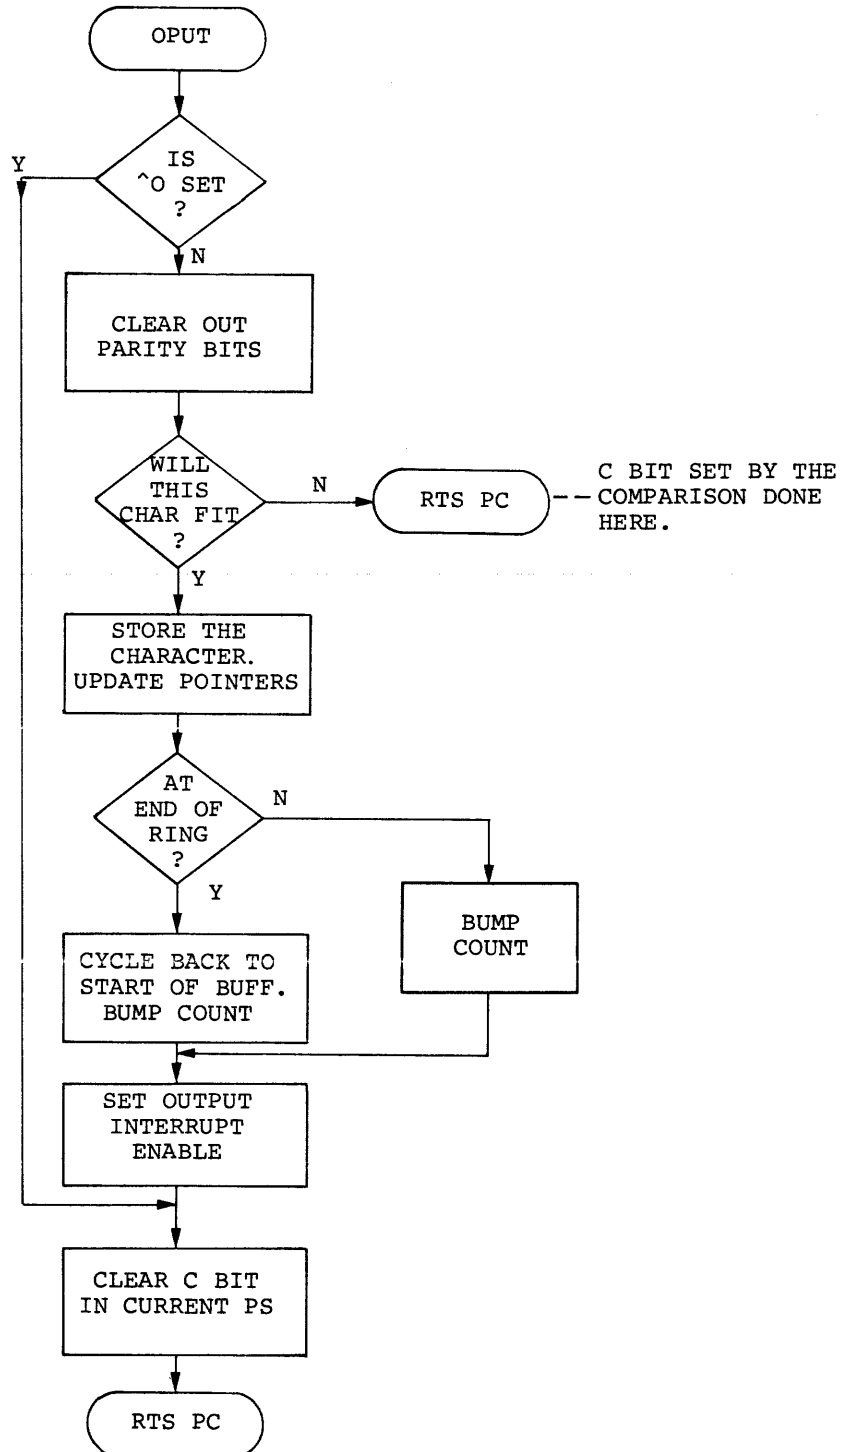 OPUT
Y
IS
^O SET
?
N
CLEAR OUT
PARITY BITS
WILL
THIS
CHAR FIT
?
N
RTS PC
C BIT SET BY THE
COMPARISON DONE
HERE.
Y
STORE THE
CHARACTER.
UPDATE POINTERS
AT
END OF
RING
?
N
Y
BUMP
COUNT
CYCLE BACK TO
START OF BUFF.
BUMP COUNT
SET OUTPUT
INTERRUPT
ENABLE
CLEAR C BIT
IN CURRENT PS
RTS PC